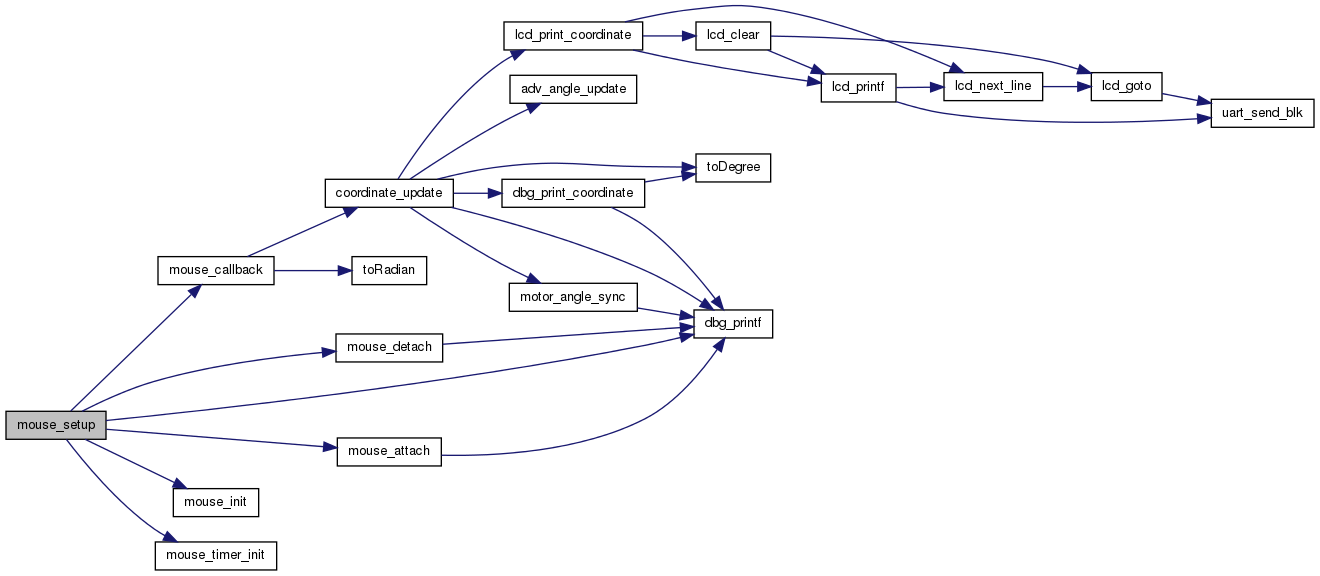 lcd_print_coordinate
lcd_clear
lcd_printf
lcd_next_line
lcd_goto
uart_send_blk
adv_angle_update
toDegree
coordinate_update
dbg_print_coordinate
mouse_callback
toRadian
motor_angle_sync
dbg_printf
mouse_detach
mouse_setup
mouse_attach
mouse_init
mouse_timer_init